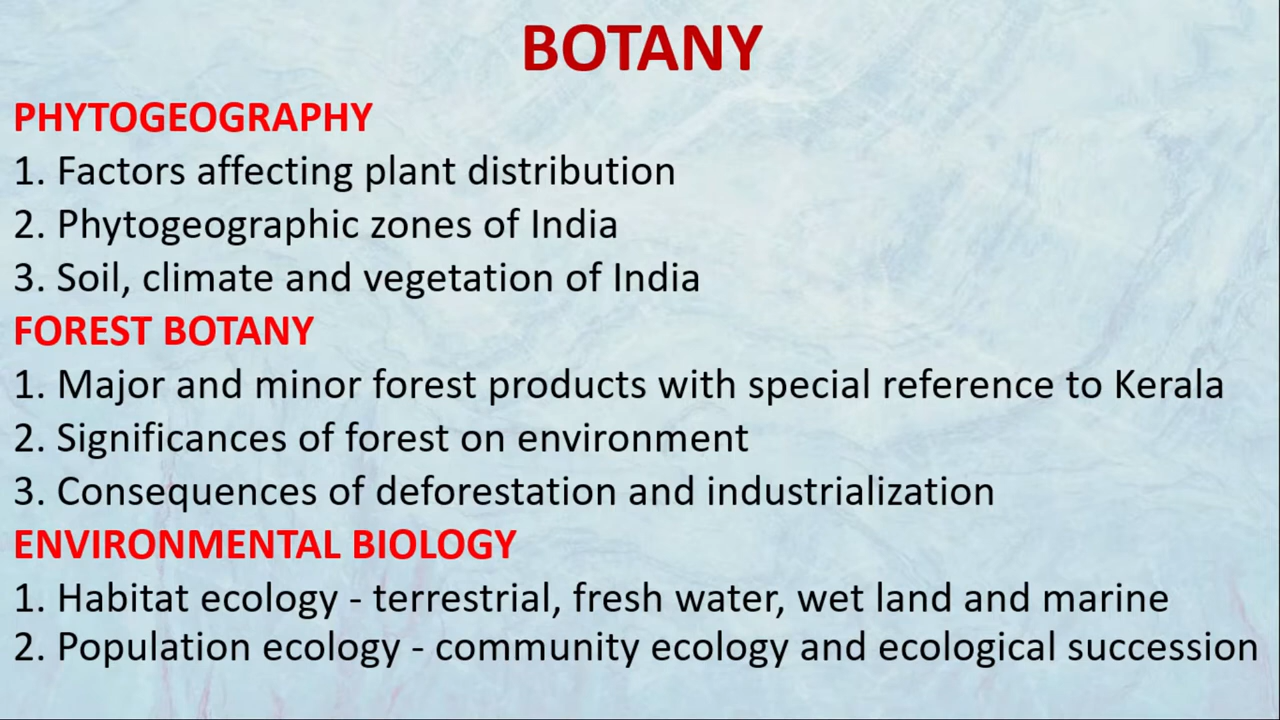 BOTANY
PHYTOGEOGRAPHY
1. Factors affecting plant distribution
2. Phytogeographic zones of India
3. Soil, climate and vegetation of India
FOREST BOTANY
1. Major and minor forest products with special reference to Kerala
2. Significances of forest on environment
3. Consequences of deforestation and industrialization
ENVIRONMENTAL BIOLOGY
1. Habitat ecology - terrestrial, fresh water, wet land and marine
2. Population ecology - community ecology and ecological succession